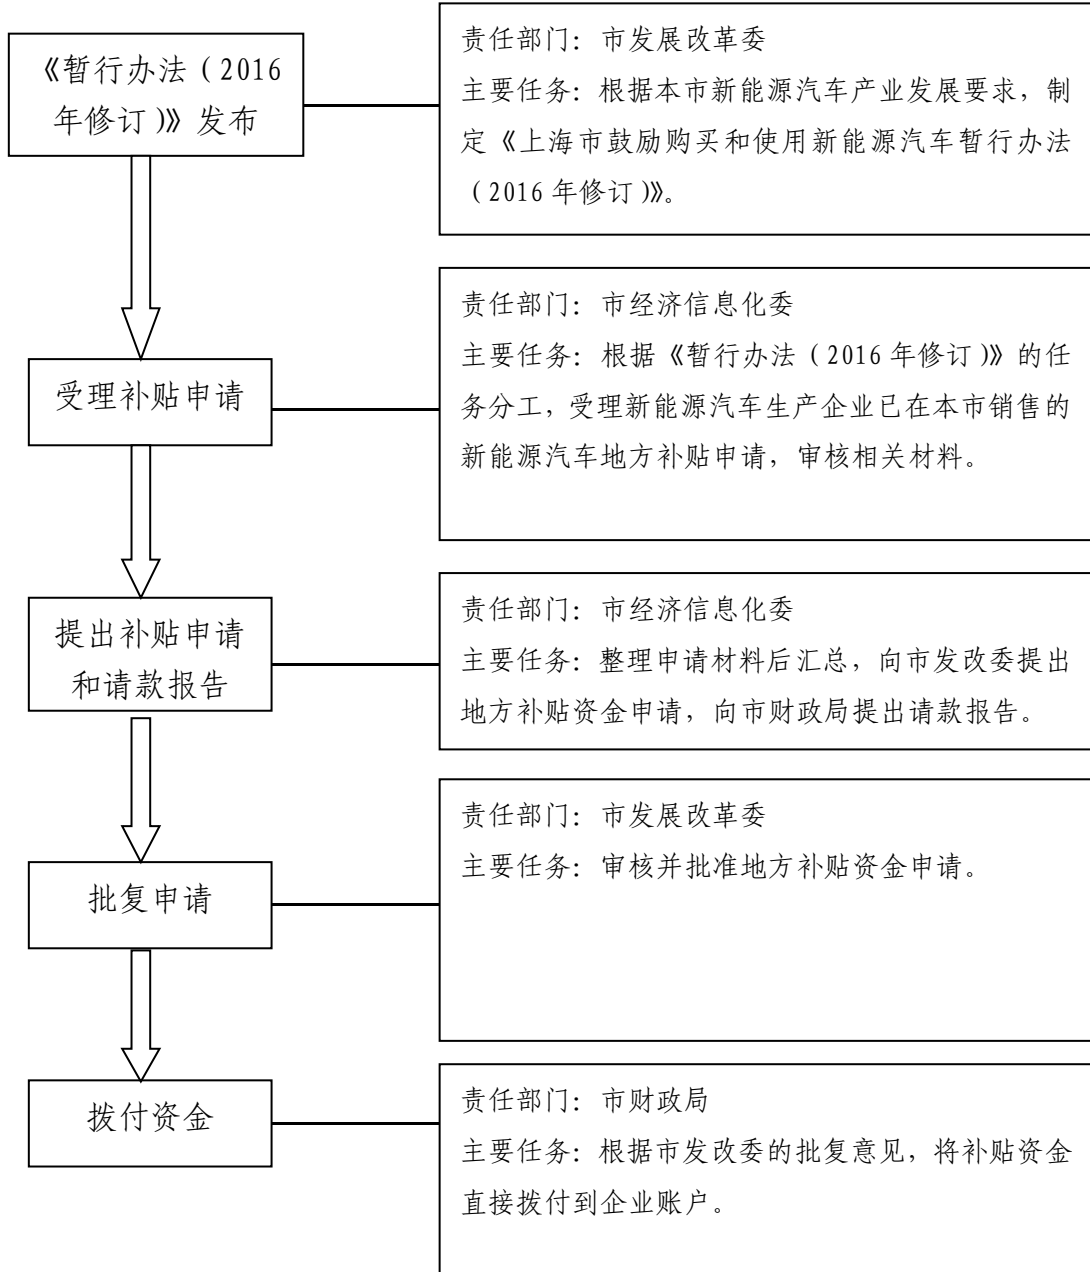 《暂行办法（2016
年修订）》发布
责任部门：市发展改革委
主要任务：根据本市新能源汽车产业发展要求，制
定《上海市鼓励购买和使用新能源汽车暂行办法
（2016 年修订）》。
受理补贴申请
责任部门：市经济信息化委
主要任务：根据《暂行办法（2016 年修订）》的任
务分工，受理新能源汽车生产企业已在本市销售的
新能源汽车地方补贴申请，审核相关材料。
提出补贴申请
和请款报告
责任部门：市经济信息化委
主要任务：整理申请材料后汇总，向市发改委提出
地方补贴资金申请，向市财政局提出请款报告。
批复申请
责任部门：市发展改革委
主要任务：审核并批准地方补贴资金申请。
拨付资金
责任部门：市财政局
主要任务：根据市发改委的批复意见，将补贴资金
直接拨付到企业账户。